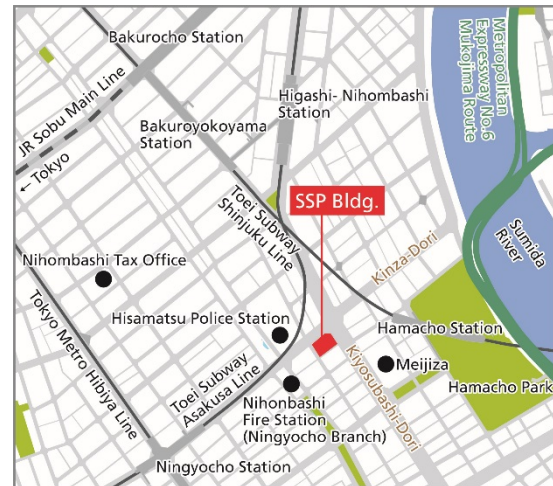 Bakurocho Station
JR Sobu Main Line
← Tokyo
Bakuroyokoyama
Station
Higashi- Nihombashi
Station
Metropolitan
Expressway No.6
Mukojima Route
Sumida
River
Toei Subway
Shinjuku Line
SSP Bldg.
Kinza-Dori
Nihombashi Tax Office
Tokyo Metro Hibiya Line
Hisamatsu Police Station
Hamacho Station
Meijiza
Kiyosubashi-Dori
Hamacho Park
Toei Subway
Asakusa Line
Nihonbashi
Fire Station
(Ningyocho Branch)
Ningyocho Station